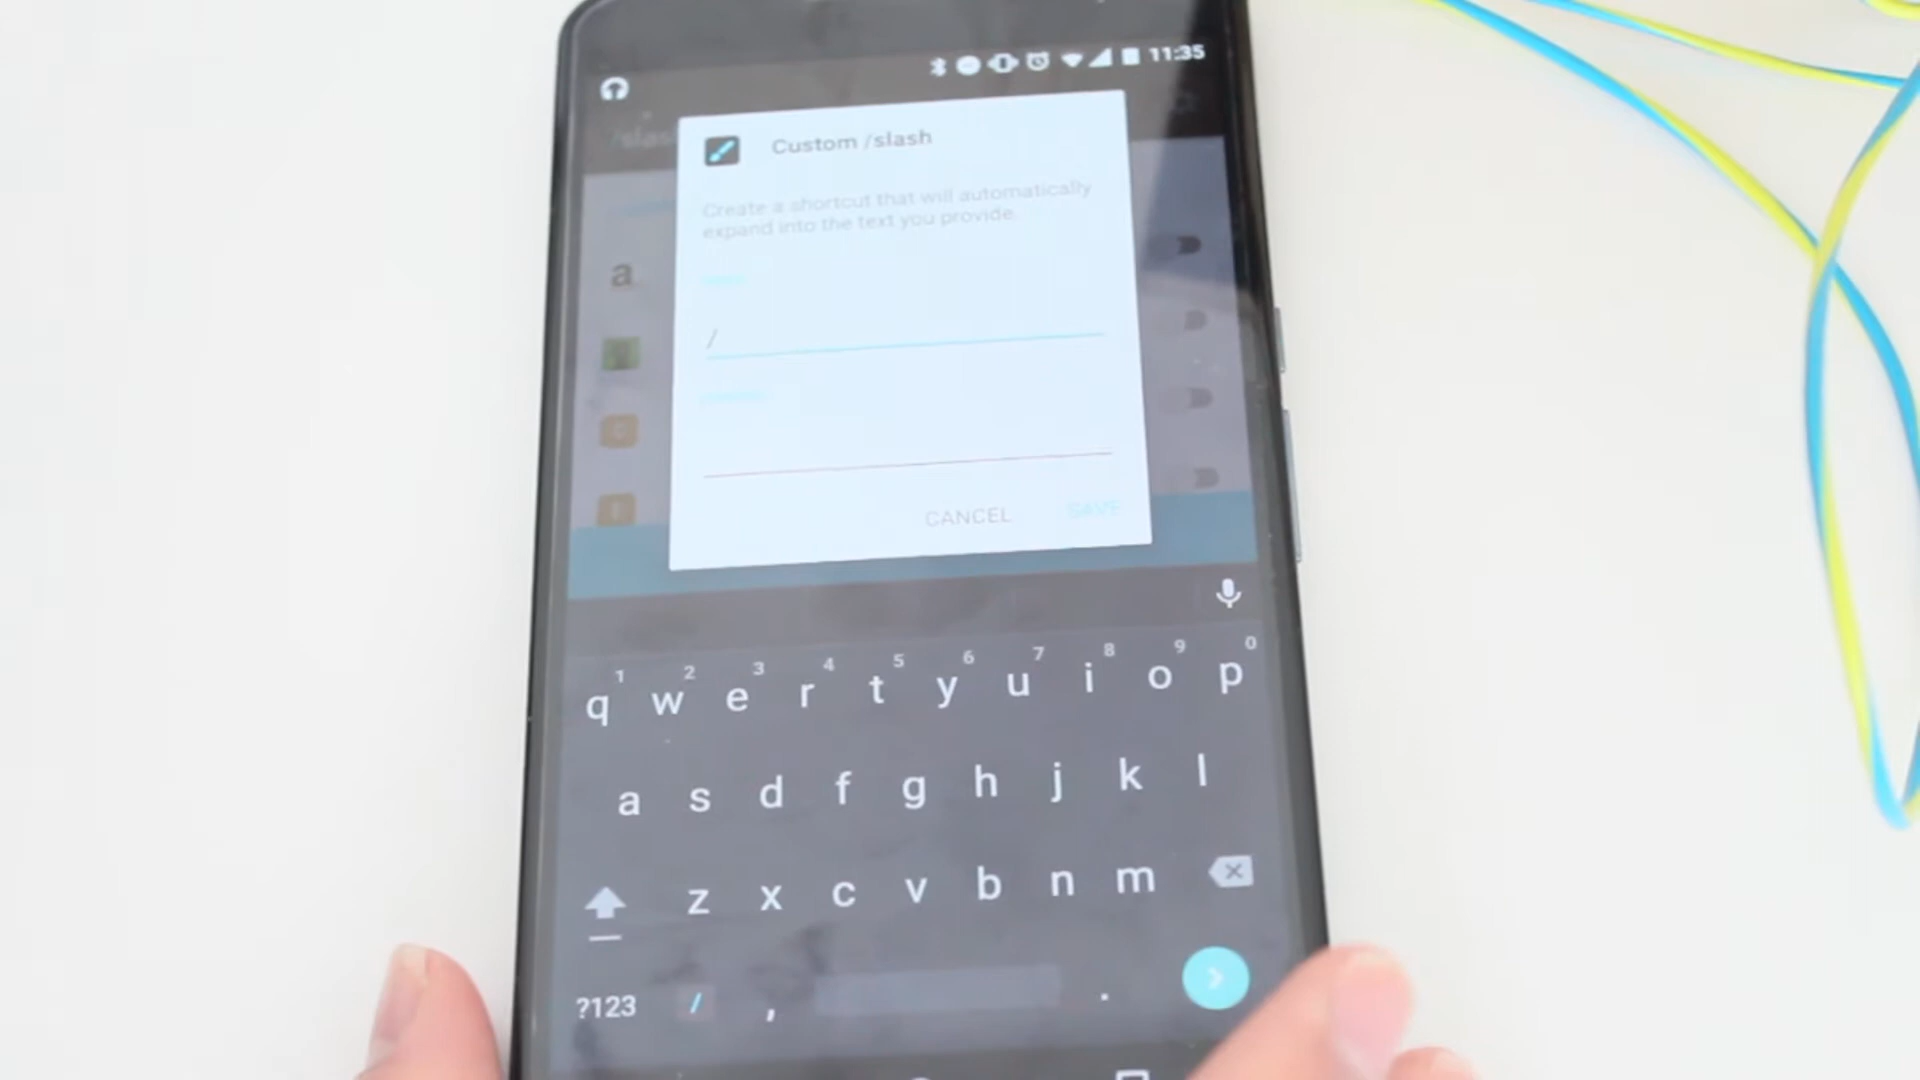 11:35
Custom /slash
Create a shortcut that will automatically
expand into the text you provide.
a
/
CANCEL
SAVE
1 2 3 4 5 6 7 8 9 0
q w e r t y u i o p
a s d f g h j k l
z x c v b n m
?123 / , .